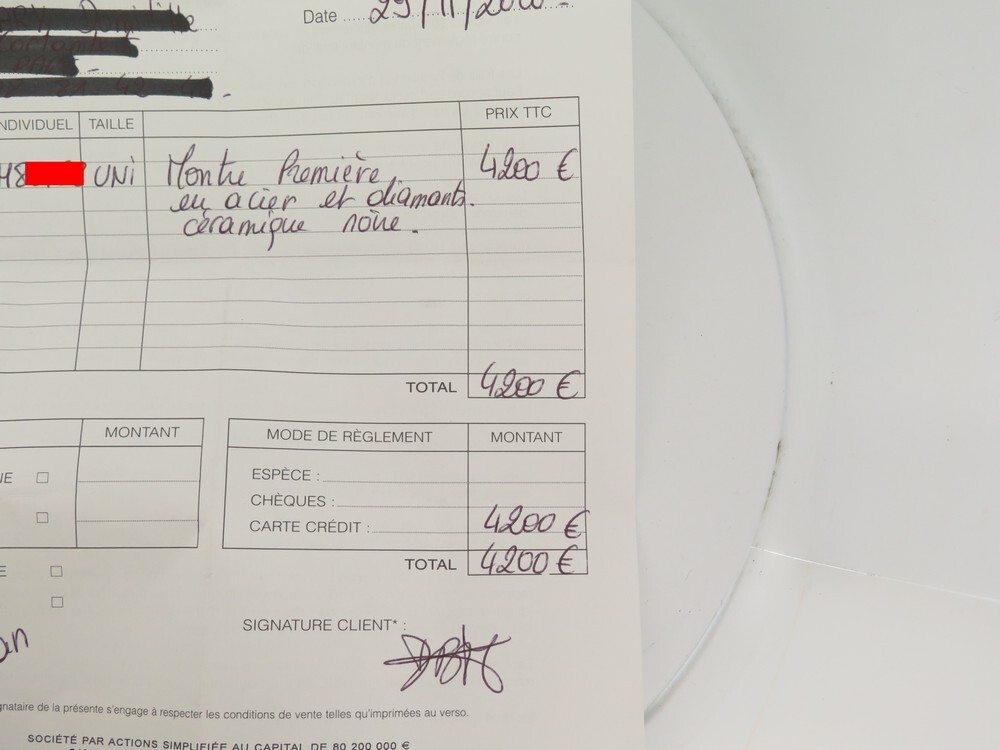 Date
NDIVIDUEL TAILLE PRIX TTC
H8 UNi Montre Première 4200 €
en acier et diamants.
céramique noire.
TOTAL 4200 €
MONTANT
MODE DE RÈGLEMENT MONTANT
ESPÈCE :
CHÈQUES :
CARTE CRÉDIT : 4200 €
TOTAL 4200 €
SIGNATURE CLIENT* :
gnataire de la présente s'engage à respecter les conditions de vente telles qu'imprimées au verso.
SOCIÉTÉ PAR ACTIONS SIMPLIFIÉE AU CAPITAL DE 80 200 000 €